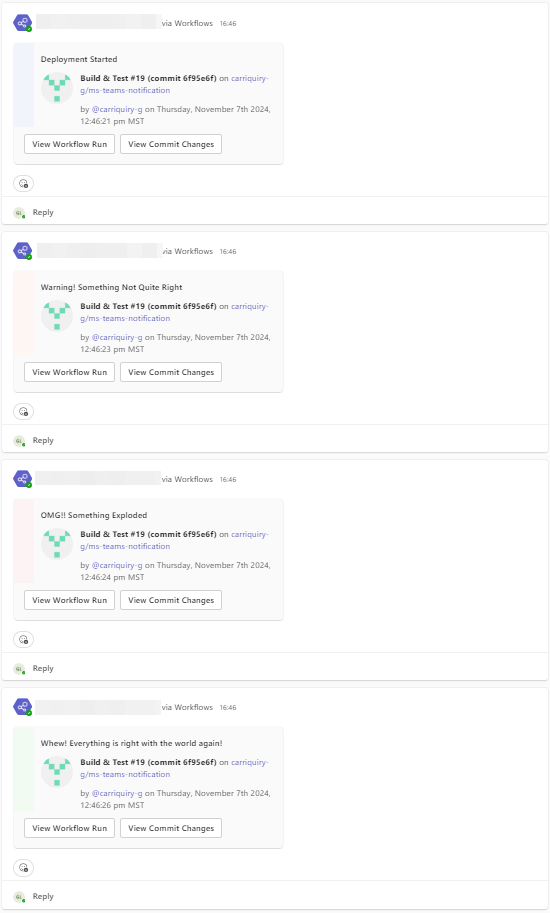 via Workflows 16:46
Deployment Started
Build & Test #19 (commit 6f95e6f) on carriquiry-
g/ms-teams-notification
by @carriquiry-g on Thursday, November 7th 2024,
12:46:21 pm MST
View Workflow Run View Commit Changes
GL Reply
via Workflows 16:46
Warning! Something Not Quite Right
Build & Test #19 (commit 6f95e6f) on carriquiry-
g/ms-teams-notification
by @carriquiry-g on Thursday, November 7th 2024,
12:46:23 pm MST
View Workflow Run View Commit Changes
GL Reply
via Workflows 16:46
OMG!! Something Exploded
Build & Test #19 (commit 6f95e6f) on carriquiry-
g/ms-teams-notification
by @carriquiry-g on Thursday, November 7th 2024,
12:46:24 pm MST
View Workflow Run View Commit Changes
GL Reply
via Workflows 16:46
Whew! Everything is right with the world again!
Build & Test #19 (commit 6f95e6f) on carriquiry-
g/ms-teams-notification
by @carriquiry-g on Thursday, November 7th 2024,
12:46:26 pm MST
View Workflow Run View Commit Changes
GL Reply